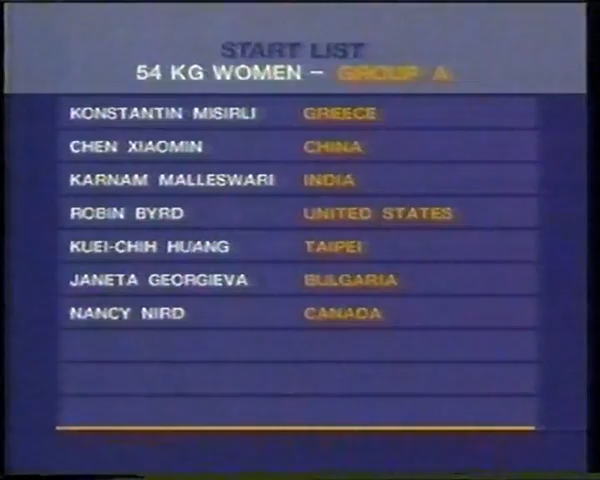 START LIST
54 KG WOMEN – GROUP A
KONSTANTIN MISIRLI GREECE
CHEN XIAOMIN CHINA
KARNAM MALLESWARI INDIA
ROBIN BYRD UNITED STATES
KUEI-CHIH HUANG TAIPEI
JANETA GEORGIEVA BULGARIA
NANCY NIRD CANADA